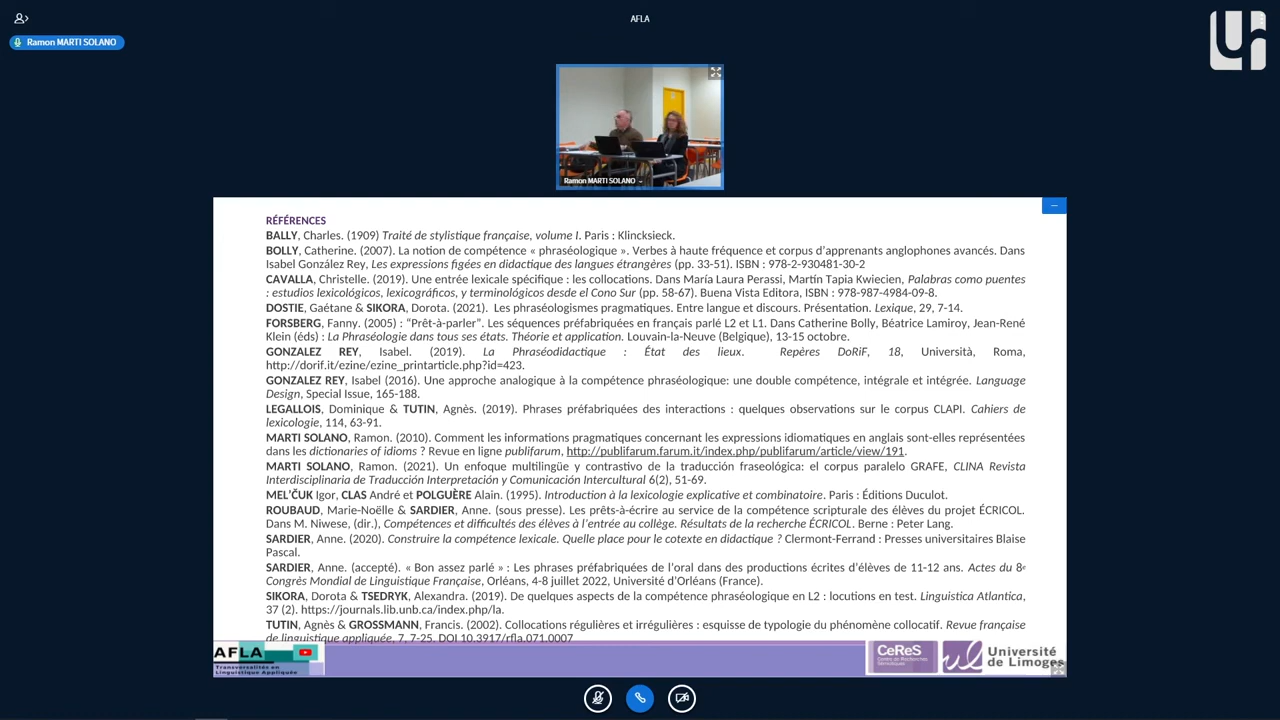 AFLA
Ramon MARTI SOLANO
Ramon MARTI SOLANO
RÉFÉRENCES
BALLY, Charles. (1909) Traité de stylistique française, volume I. Paris : Klincksieck.
BOLLY, Catherine. (2007). La notion de compétence « phraséologique ». Verbes à haute fréquence et corpus d'apprenants anglophones avancés. Dans
Isabel González Rey, Les expressions figées en didactique des langues étrangères (pp. 33-51). ISBN : 978-2-930481-30-2
CAVALLA, Christelle. (2019). Une entrée lexicale spécifique : les collocations. Dans María Laura Perassi, Martín Tapia Kwiecien, Palabras como puentes
: estudios lexicológicos, lexicográficos, y terminológicos desde el Cono Sur (pp. 58-67). Buena Vista Editora, ISBN : 978-987-4984-09-8.
DOSTIE, Gaétane & SIKORA, Dorota. (2021). Les phraséologismes pragmatiques. Entre langue et discours. Présentation. Lexique, 29, 7-14.
FORSBERG, Fanny. (2005) : “Prêt-à-parler”. Les séquences préfabriquées en français parlé L2 et L1. Dans Catherine Bolly, Béatrice Lamiroy, Jean-René
Klein (éds) : La Phraséologie dans tous ses états. Théorie et application. Louvain-la-Neuve (Belgique), 13-15 octobre.
GONZALEZ REY, Isabel. (2019). La Phraséodidactique : État des lieux. Repères DoRiF, 18, Università, Roma,
http://dorif.it/ezine/ezine_printarticle.php?id=423.
GONZALEZ REY, Isabel (2016). Une approche analogique à la compétence phraséologique: une double compétence, intégrale et intégrée. Language
Design, Special Issue, 165-188.
LEGALLOIS, Dominique & TUTIN, Agnès. (2019). Phrases préfabriquées des interactions : quelques observations sur le corpus CLAPI. Cahiers de
lexicologie, 114, 63-91.
MARTI SOLANO, Ramon. (2010). Comment les informations pragmatiques concernant les expressions idiomatiques en anglais sont-elles représentées
dans les dictionaries of idioms ? Revue en ligne publifarum, http://publifarum.farum.it/index.php/publifarum/article/view/191.
MARTI SOLANO, Ramon. (2021). Un enfoque multilingüe y contrastivo de la traducción fraseológica: el corpus paralelo GRAFE, CLINA Revista
Interdisciplinaria de Traducción Interpretación y Comunicación Intercultural 6(2), 51-69.
MEL'ČUK Igor, CLAS André et POLGUÈRE Alain. (1995). Introduction à la lexicologie explicative et combinatoire. Paris : Éditions Duculot.
ROUBAUD, Marie-Noëlle & SARDIER, Anne. (sous presse). Les prêts-à-écrire au service de la compétence scripturale des élèves du projet ÉCRICOL.
Dans M. Niwese, (dir.), Compétences et difficultés des élèves à l'entrée au collège. Résultats de la recherche ÉCRICOL. Berne : Peter Lang.
SARDIER, Anne. (2020). Construire la compétence lexicale. Quelle place pour le cotexte en didactique ? Clermont-Ferrand : Presses universitaires Blaise
Pascal.
SARDIER, Anne. (accepté). « Bon assez parlé » : Les phrases préfabriquées de l'oral dans des productions écrites d'élèves de 11-12 ans. Actes du 8e
Congrès Mondial de Linguistique Française, Orléans, 4-8 juillet 2022, Université d'Orléans (France).
SIKORA, Dorota & TSEDRYK, Alexandra. (2019). De quelques aspects de la compétence phraséologique en L2 : locutions en test. Linguistica Atlantica,
37 (2). https://journals.lib.unb.ca/index.php/la.
TUTIN, Agnès & GROSSMANN, Francis. (2002). Collocations régulières et irrégulières : esquisse de typologie du phénomène collocatif. Revue française
de linguistique appliquée, 7, 7-25. DOI 10.3917/rfla.071.0007
AFLA
Transversalités en
Linguistique Appliquée
CeReS
Centre de Recherches
Sémiotiques
Université
de Limoges